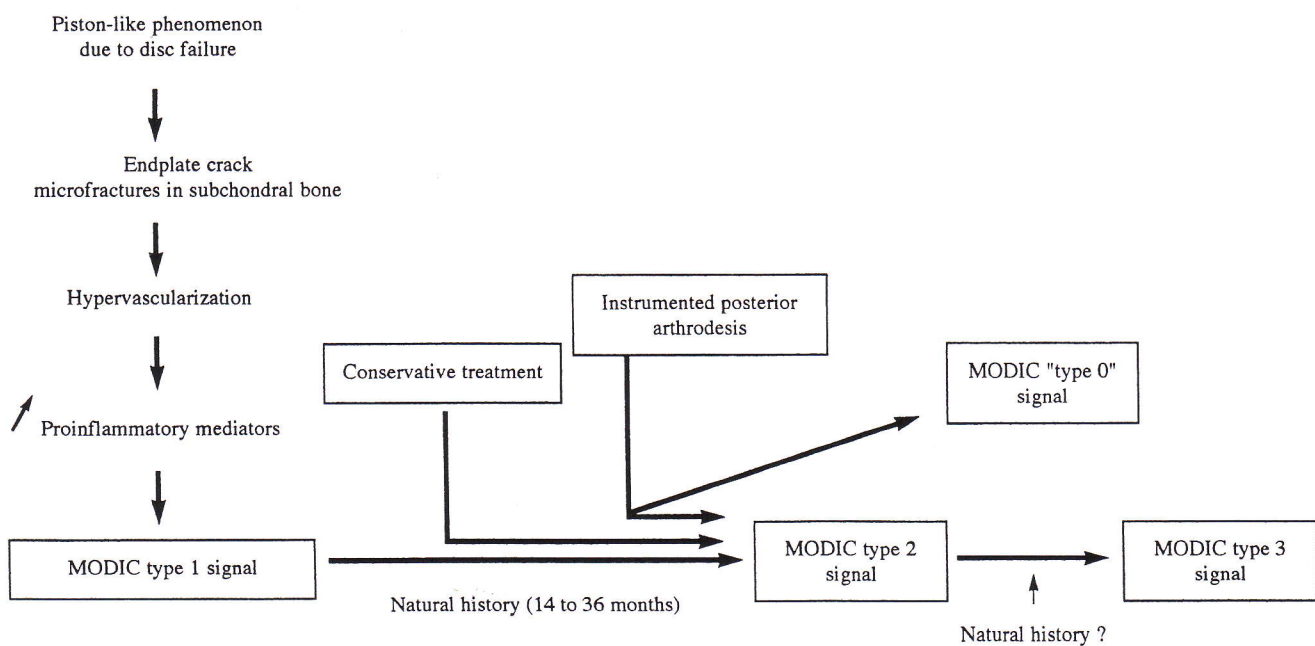 Piston-like phenomenon
due to disc failure
Endplate crack
microfractures in subchondral bone
Hypervascularization
Proinflammatory mediators
MODIC type 1 signal
Conservative treatment
Instrumented posterior
arthrodesis
MODIC "type 0"
signal
Natural history (14 to 36 months)
MODIC type 2
signal
MODIC type 3
signal
Natural history ?